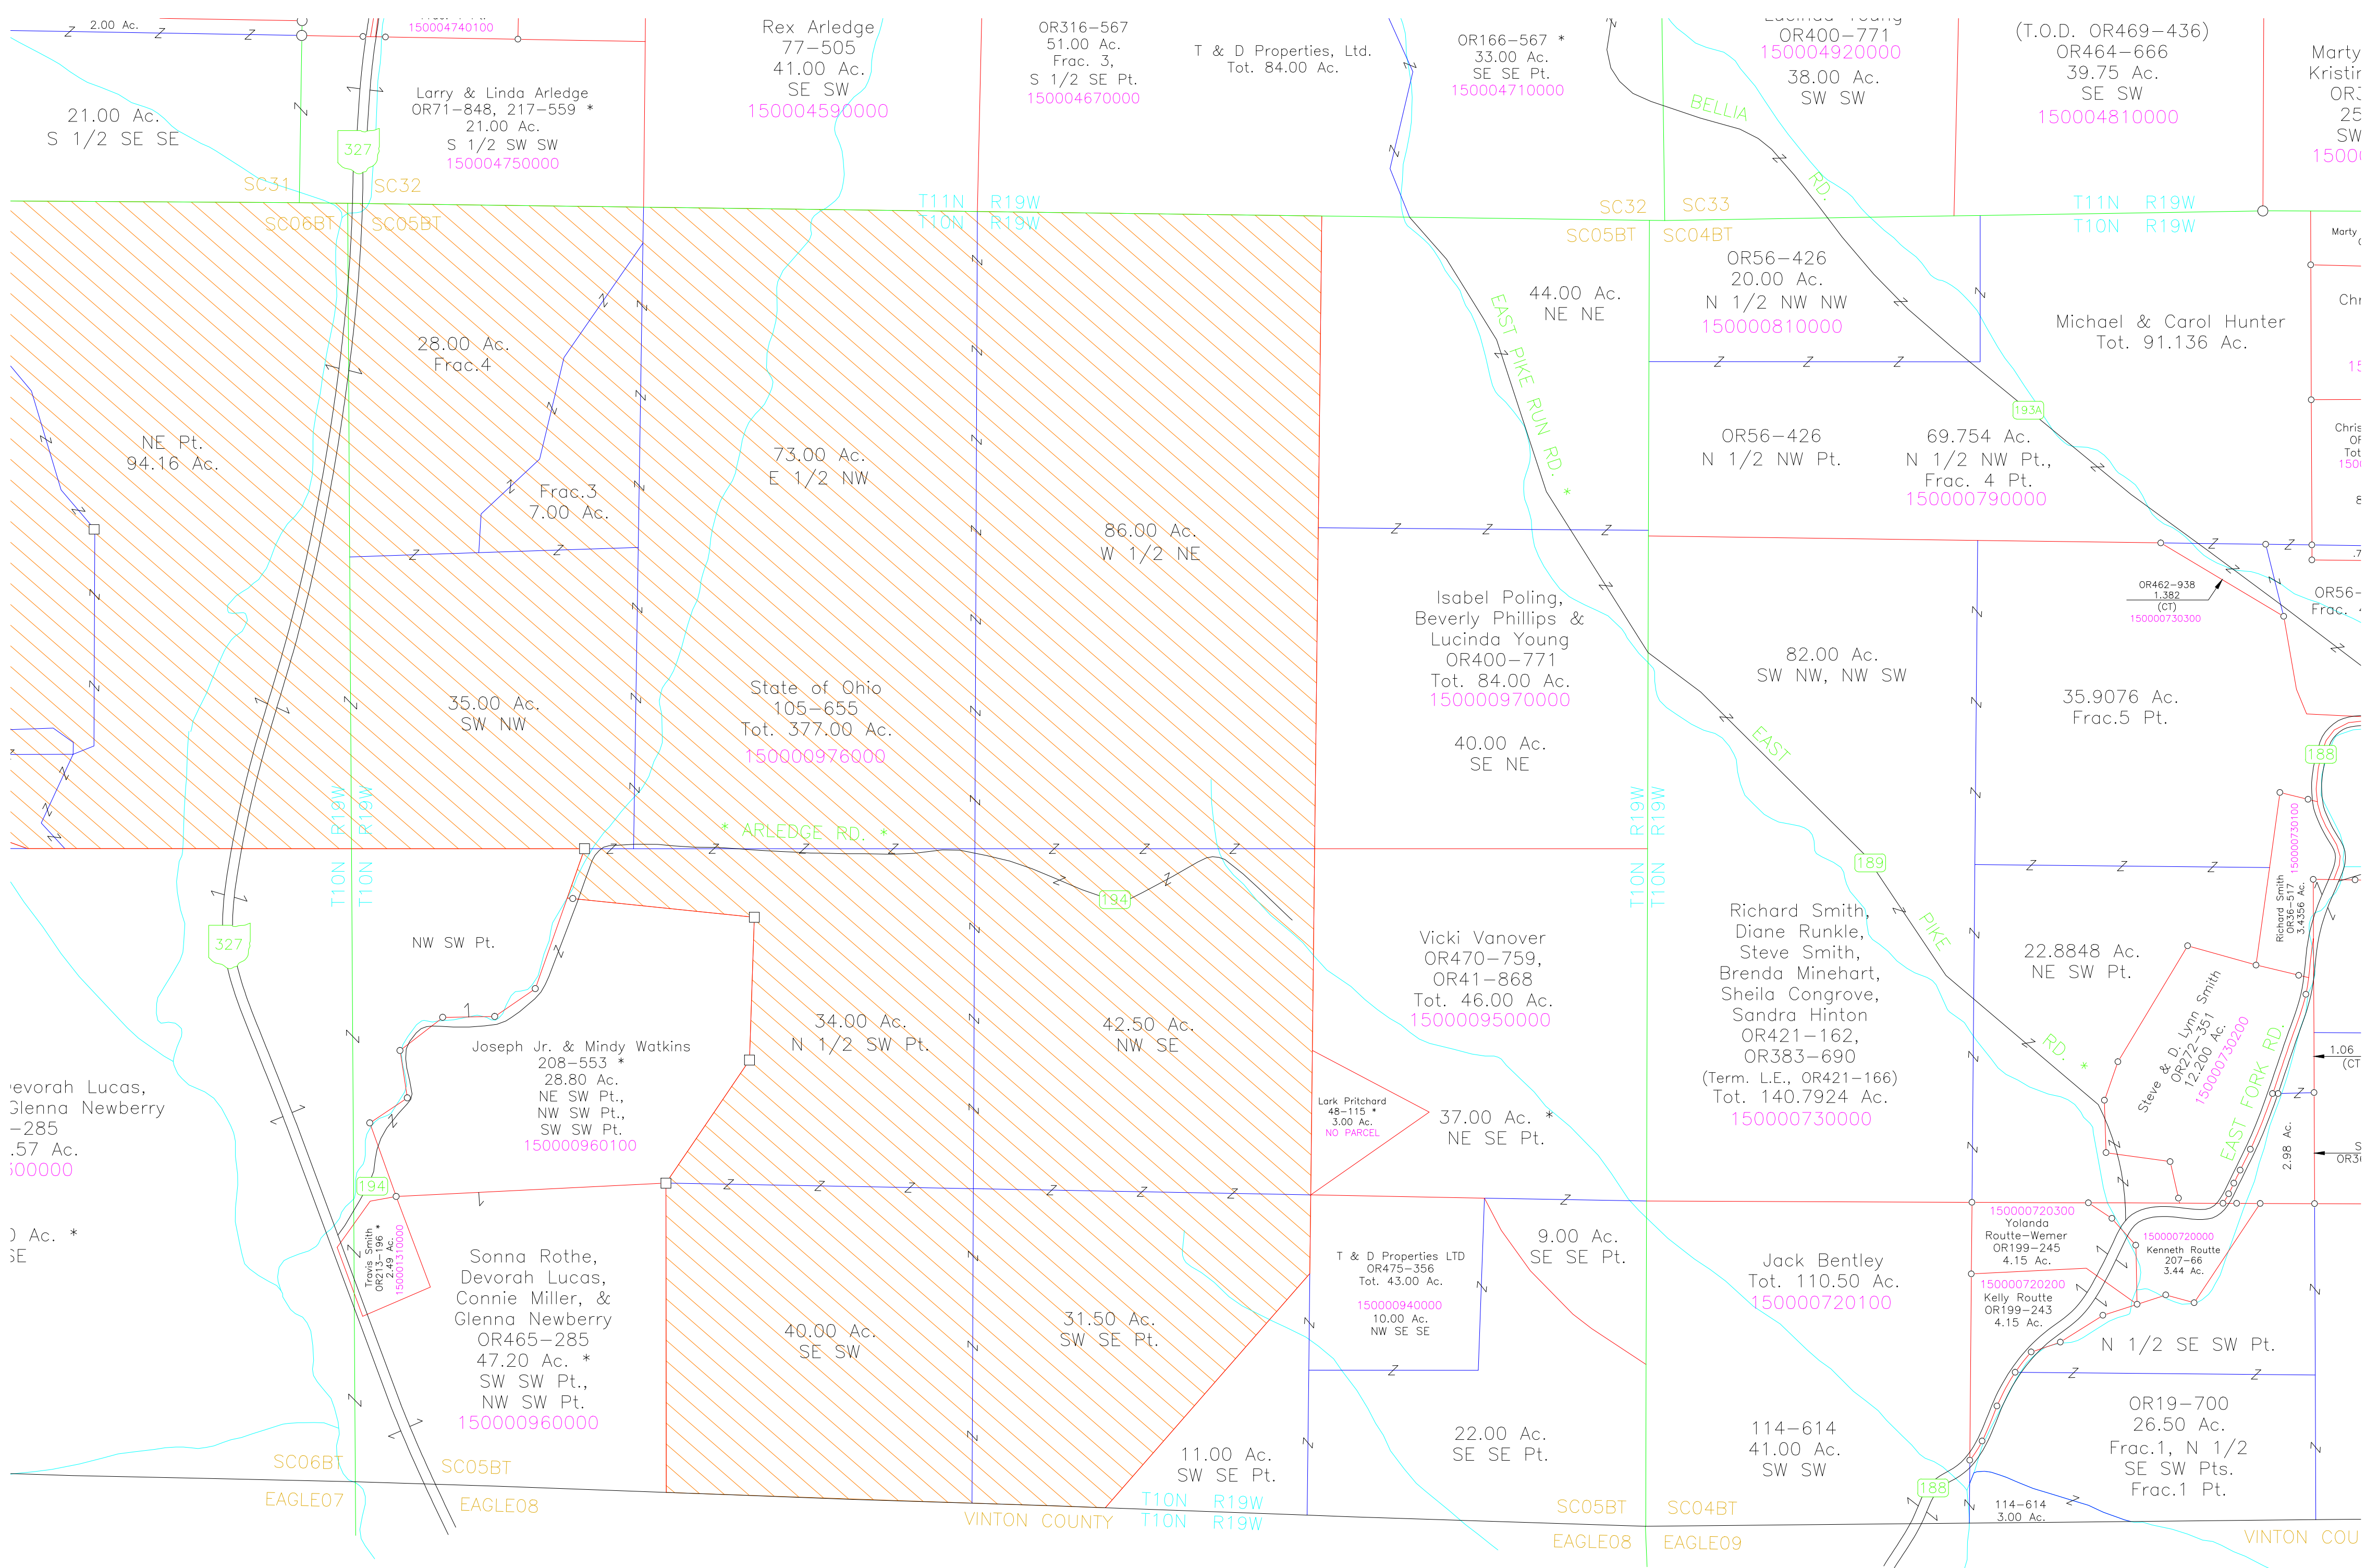 2.00 Ac.
150004740100
21.00 Ac.
S 1/2 SE SE
327
Larry & Linda Arledge
OR71-848, 217-559 *
21.00 Ac.
S 1/2 SW SW
150004750000
Rex Arledge
77-505
41.00 Ac.
SE SW
150004590000
OR316-567
51.00 Ac.
Frac. 3,
S 1/2 SE Pt.
150004670000
T & D Properties, Ltd.
Tot. 84.00 Ac.
OR166-567 *
33.00 Ac.
SE SE Pt.
150004710000
Lucinda Young
OR400-771
150004920000
38.00 Ac.
SW SW
BELLIA
RD.
(T.O.D. OR469-436)
OR464-666
39.75 Ac.
SE SW
150004810000
Marty
SW
SC31
SC32
SC06BT
SC05BT
T11N R19W
T10N R19W
SC32
SC33
SC05BT
SC04BT
T11N R19W
T10N R19W
Marty
28.00 Ac.
Frac.4
NE Pt.
94.16 Ac.
Frac.3
7.00 Ac.
73.00 Ac.
E 1/2 NW
86.00 Ac.
W 1/2 NE
35.00 Ac.
SW NW
State of Ohio
105-655
Tot. 377.00 Ac.
150000976000
EAST PIKE RUN RD. *
44.00 Ac.
NE NE
OR56-426
20.00 Ac.
N 1/2 NW NW
150000810000
Michael & Carol Hunter
Tot. 91.136 Ac.
193A
OR56-426
N 1/2 NW Pt.
69.754 Ac.
N 1/2 NW Pt.,
Frac. 4 Pt.
150000790000
OR462-938
1.382
(CT)
150000730300
OR56-
Frac.
Isabel Poling,
Beverly Phillips &
Lucinda Young
OR400-771
Tot. 84.00 Ac.
150000970000
40.00 Ac.
SE NE
82.00 Ac.
SW NW, NW SW
35.9076 Ac.
Frac.5 Pt.
EAST
188
189
PIKE
RD. *
T10N R19W
T10N R19W
* ARLEDGE RD. *
194
T10N R19W
T10N R19W
Richard Smith
OR36-517
3.4356 Ac.
150000730100
327
NW SW Pt.
Joseph Jr. & Mindy Watkins
208-553 *
28.80 Ac.
NE SW Pt.,
NW SW Pt.,
SW SW Pt.
150000960100
34.00 Ac.
N 1/2 SW Pt.
42.50 Ac.
NW SE
Vicki Vanover
OR470-759,
OR41-868
Tot. 46.00 Ac.
150000950000
Lark Pritchard
48-115 *
3.00 Ac.
NO PARCEL
37.00 Ac. *
NE SE Pt.
Richard Smith,
Diane Runkle,
Steve Smith,
Brenda Minehart,
Sheila Congrove,
Sandra Hinton
OR421-162,
OR383-690
(Term. L.E., OR421-166)
Tot. 140.7924 Ac.
150000730000
22.8848 Ac.
NE SW Pt.
Steve & D. Lynn Smith
OR272-351
12.200 Ac.
150000730200
EAST FORK RD.
1.06
(CT
2.98 Ac.
Devorah Lucas,
Glenna Newberry
-285
.57 Ac.
Ac. *
SE
194
Travis Smith
OR213-196 *
2.49 Ac.
150001310000
Sonna Rothe,
Devorah Lucas,
Connie Miller, &
Glenna Newberry
OR465-285
47.20 Ac. *
SW SW Pt.,
NW SW Pt.
150000960000
40.00 Ac.
SE SW
31.50 Ac.
SW SE Pt.
T & D Properties LTD
OR475-356
Tot. 43.00 Ac.
150000940000
10.00 Ac.
NW SE SE
9.00 Ac.
SE SE Pt.
Jack Bentley
Tot. 110.50 Ac.
150000720100
150000720300
Yolanda
Routte-Werner
OR199-245
4.15 Ac.
150000720200
Kelly Routte
OR199-243
4.15 Ac.
150000720000
Kenneth Routte
207-66
3.44 Ac.
N 1/2 SE SW Pt.
11.00 Ac.
SW SE Pt.
22.00 Ac.
SE SE Pt.
114-614
41.00 Ac.
SW SW
OR19-700
26.50 Ac.
Frac.1, N 1/2
SE SW Pts.
Frac.1 Pt.
188
114-614
3.00 Ac.
SC06BT
SC05BT
EAGLE07
EAGLE08
VINTON COUNTY
T10N R19W
T10N R19W
SC05BT
SC04BT
EAGLE08
EAGLE09
VINTON COU